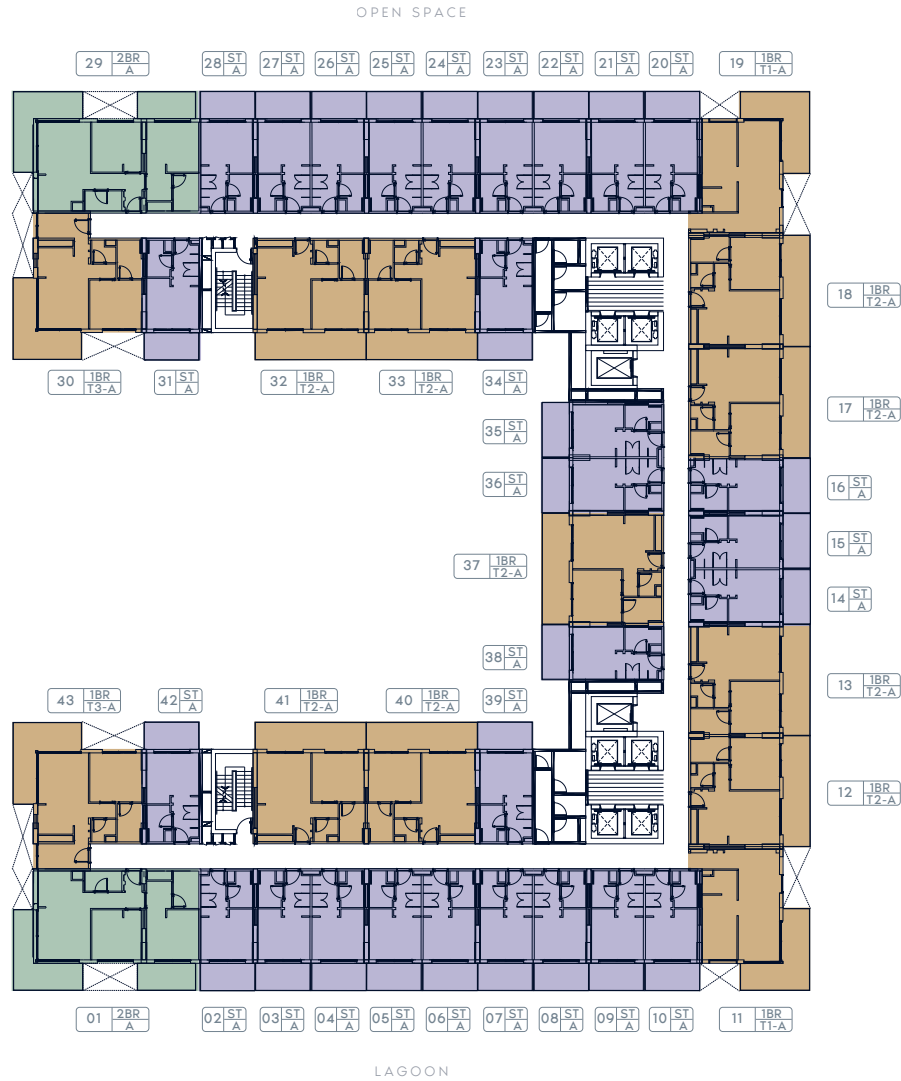 OPEN SPACE
29 2BR A
28 ST A
27 ST A
26 ST A
25 ST A
24 ST A
23 ST A
22 ST A
21 ST A
20 ST A
19 1BR T1-A
18 1BR T2-A
30 1BR T3-A
31 ST A
32 1BR T2-A
33 1BR T2-A
34 ST A
17 1BR T2-A
35 ST A
36 ST A
16 ST A
15 ST A
37 1BR T2-A
14 ST A
38 ST A
13 1BR T2-A
43 1BR T3-A
42 ST A
41 1BR T2-A
40 1BR T2-A
39 ST A
12 1BR T2-A
01 2BR A
02 ST A
03 ST A
04 ST A
05 ST A
06 ST A
07 ST A
08 ST A
09 ST A
10 ST A
11 1BR T1-A
LAGOON